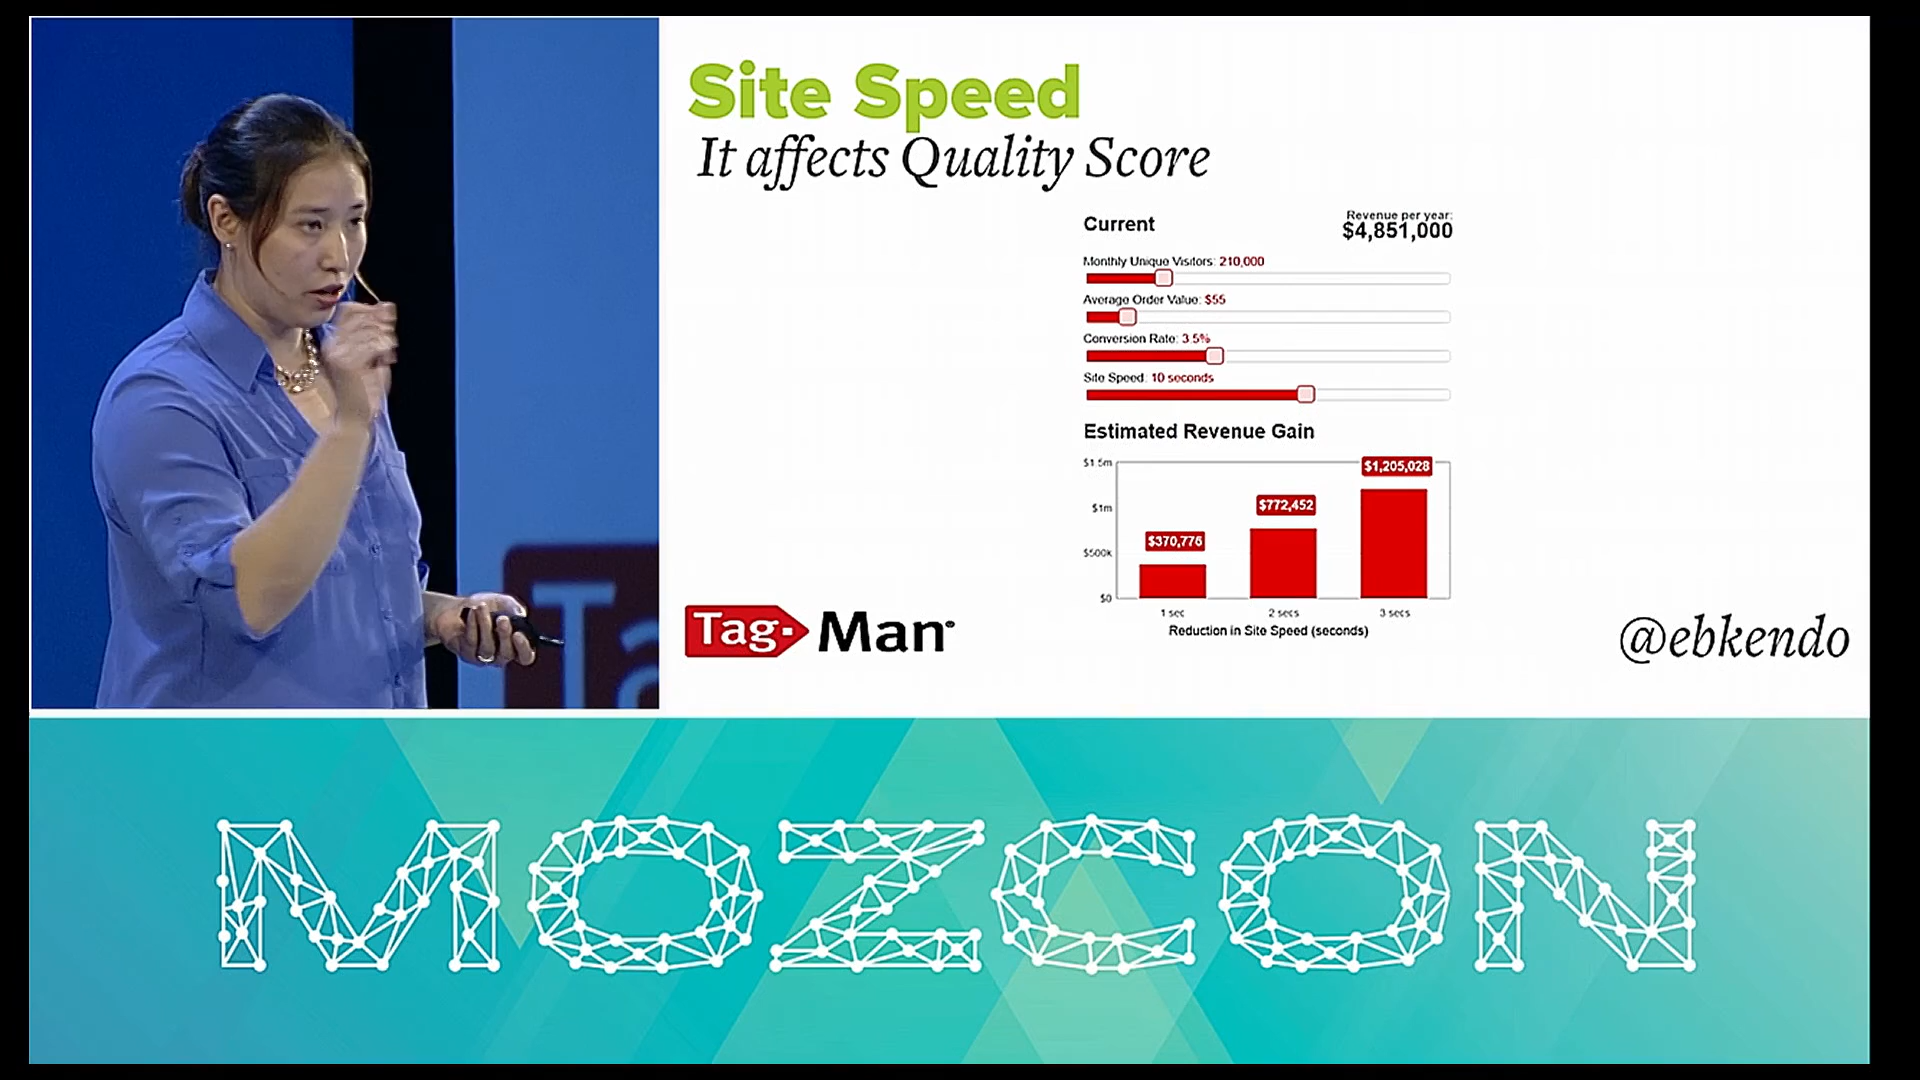 Site Speed
It affects Quality Score
Current
Revenue per year:
$4,851,000
Monthly Unique Visitors: 210,000
Average Order Value: $55
Conversion Rate: 3.5%
Site Speed: 10 seconds
Estimated Revenue Gain
$1.5m
$1m
$500k
$0
$370,776
$772,452
$1,205,028
1 sec
2 secs
3 secs
Reduction in Site Speed (seconds)
Tag Man
@ebkendo
Ta
MOZCON